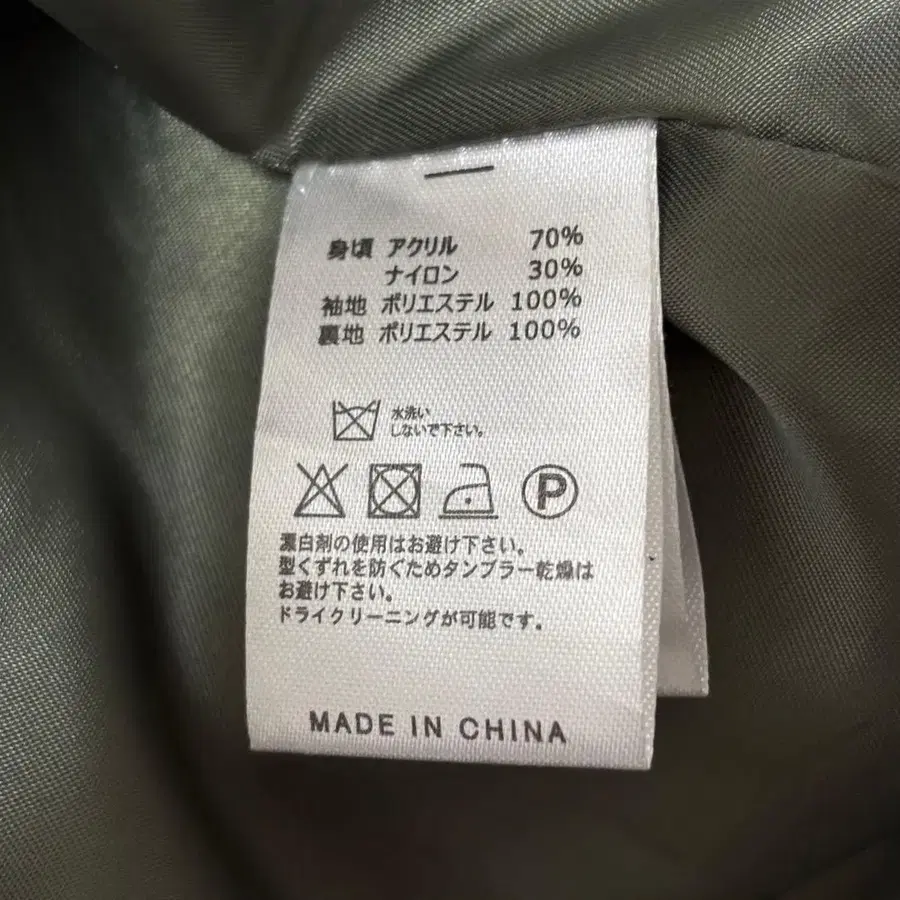 身頃 アクリル 70%
ナイロン 30%
袖地 ポリエステル 100%
裏地 ポリエステル 100%
水洗い
しないで下さい。
P
漂白剤の使用はお避け下さい。
型くずれを防ぐためタンブラー乾燥は
お避け下さい。
ドライクリーニングが可能です。
MADE IN CHINA